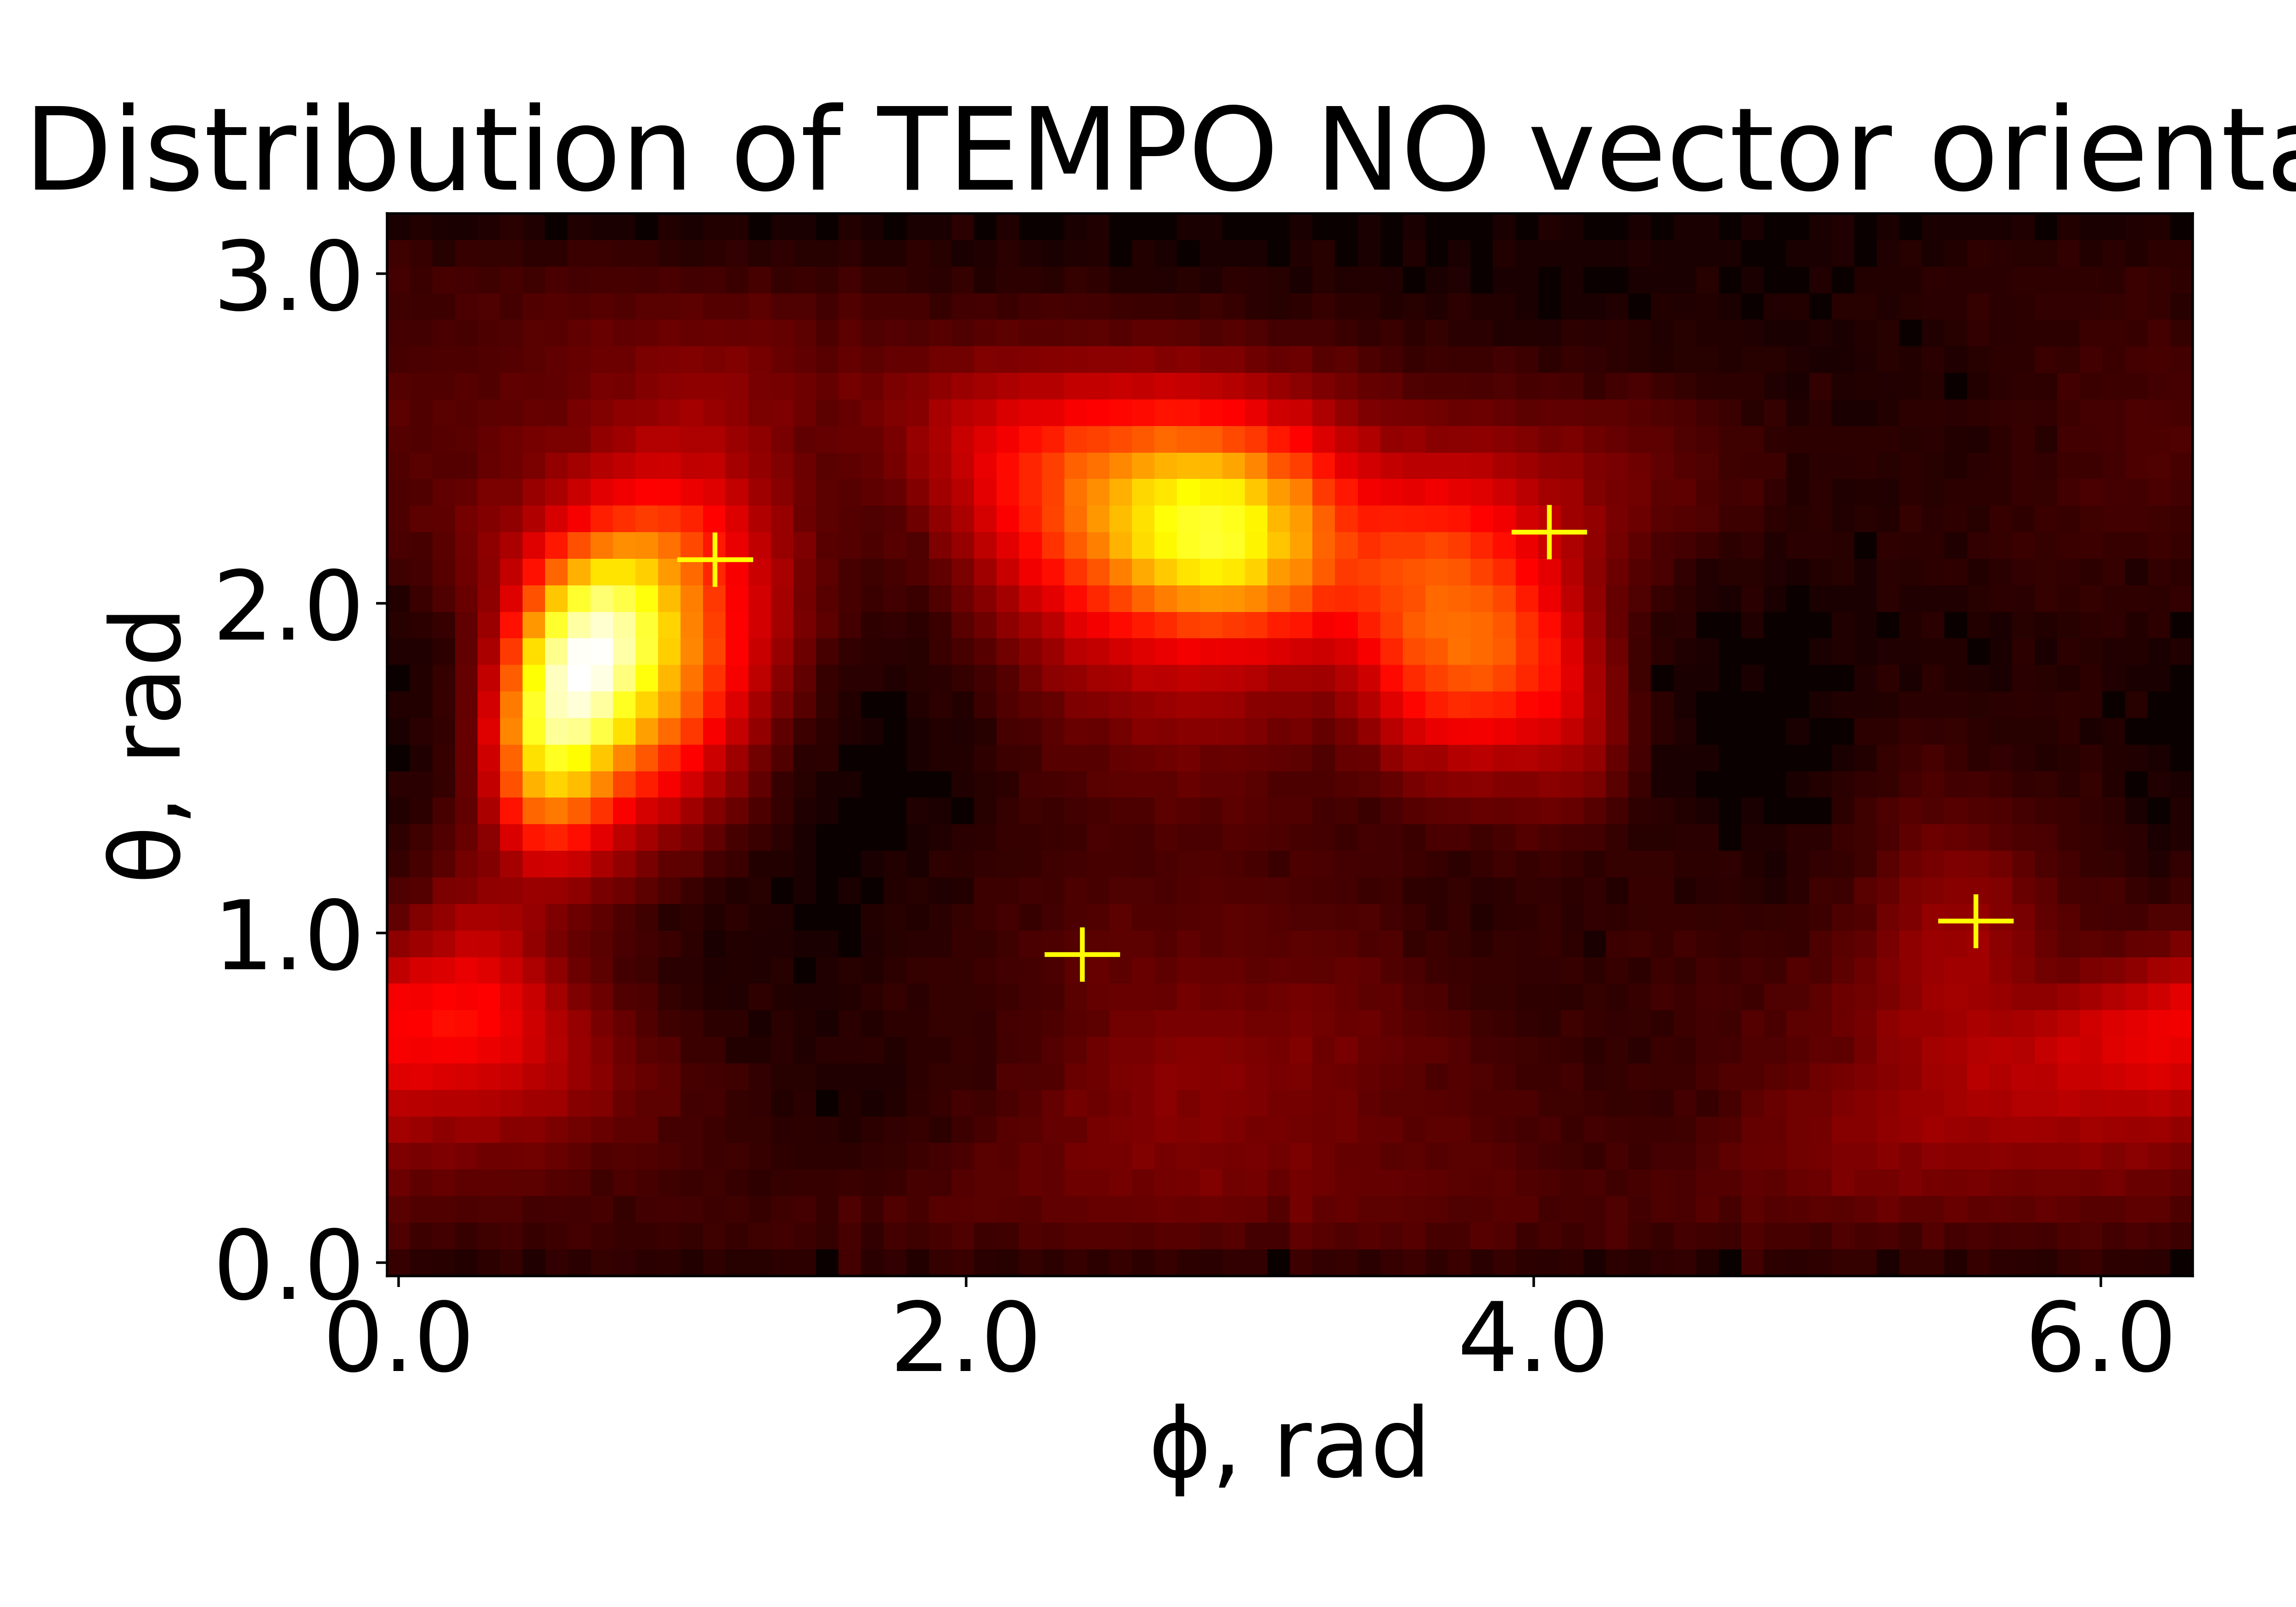 Distribution of TEMPO NO vector orienta
3.0
2.0
1.0
0.0
θ, rad
0.0 2.0 4.0 6.0
ϕ, rad